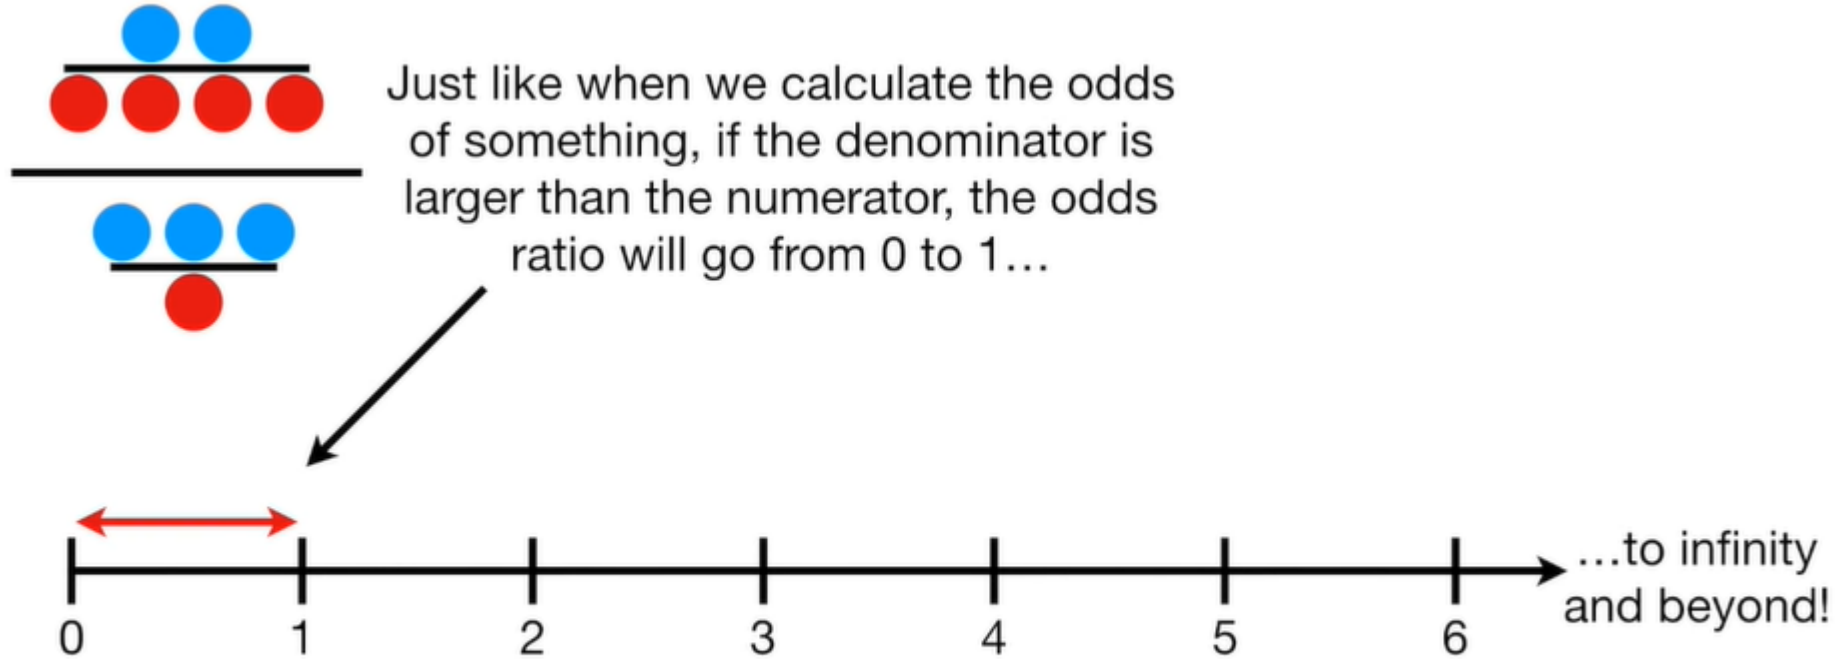 Just like when we calculate the odds
of something, if the denominator is
larger than the numerator, the odds
ratio will go from 0 to 1...
...to infinity
and beyond!
0 1 2 3 4 5 6